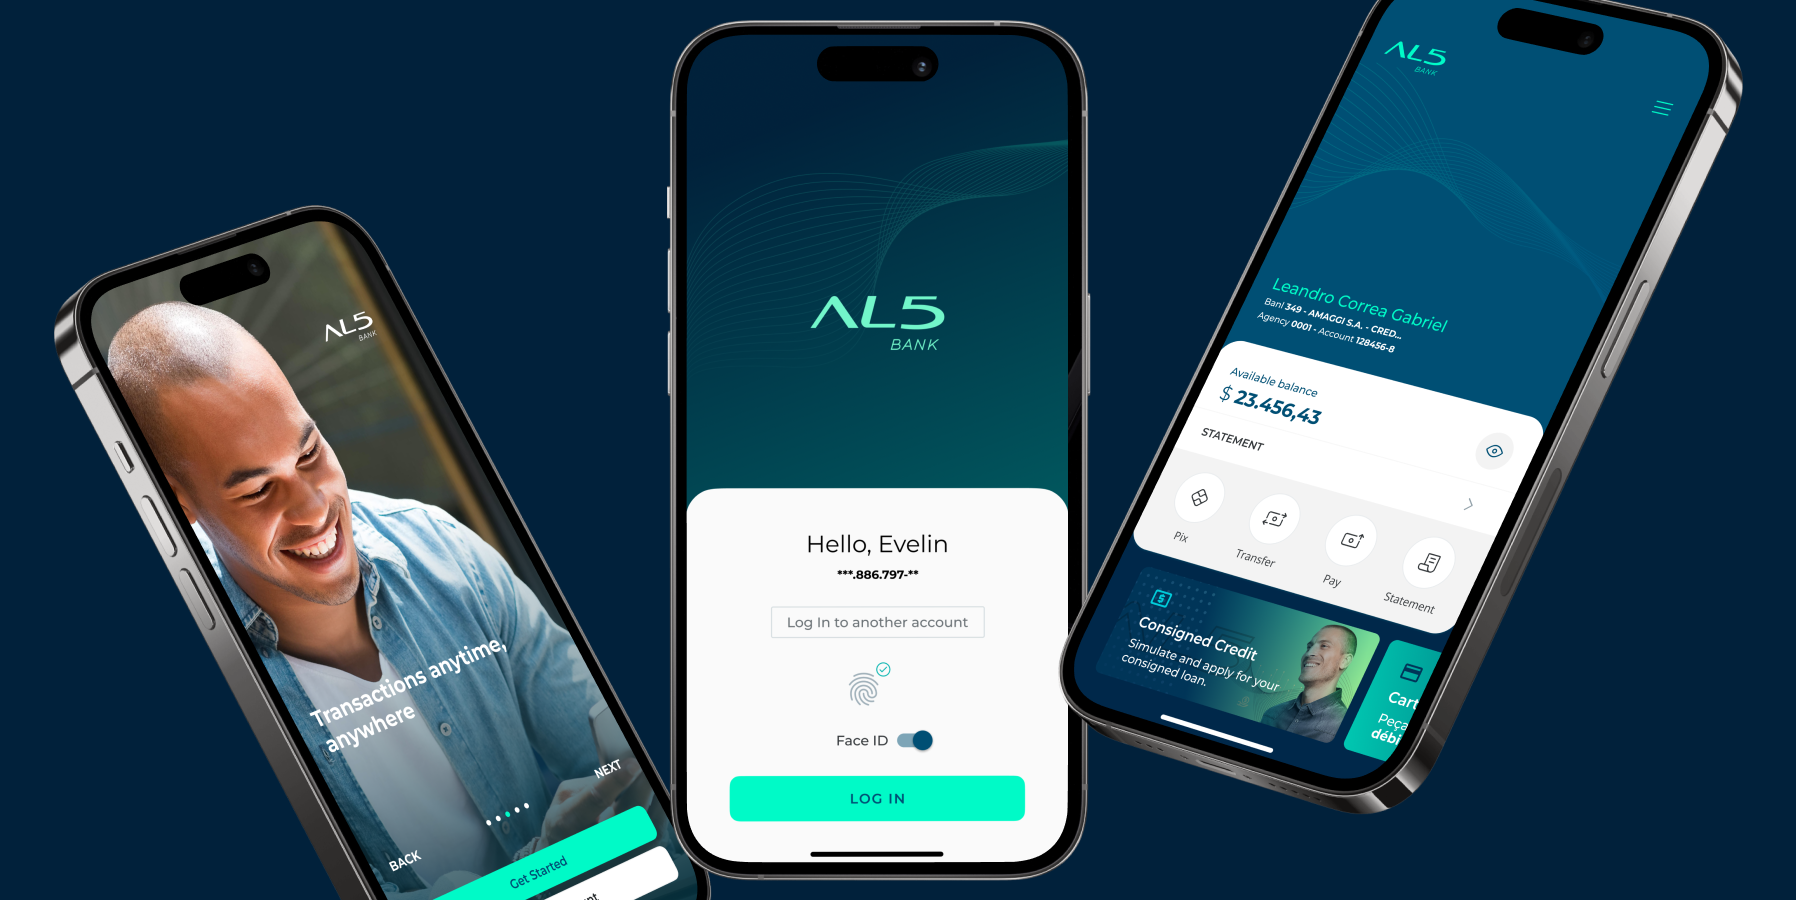 AL5
BANK
Transactions anytime,
anywhere
NEXT
BACK
Get Started
AL5
BANK
Hello, Evelin
***.886.797-**
Log In to another account
Face ID
LOG IN
AL5
BANK
Leandro Correa Gabriel
Banl 349 - AMAGGI S.A. - CRED...
Agency 0001 - Account 128456-8
Available balance
$ 23.456,43
STATEMENT
Pix
Transfer
Pay
Statement
Consigned Credit
Simulate and apply for your
consigned loan.
Cart
Peça
débi